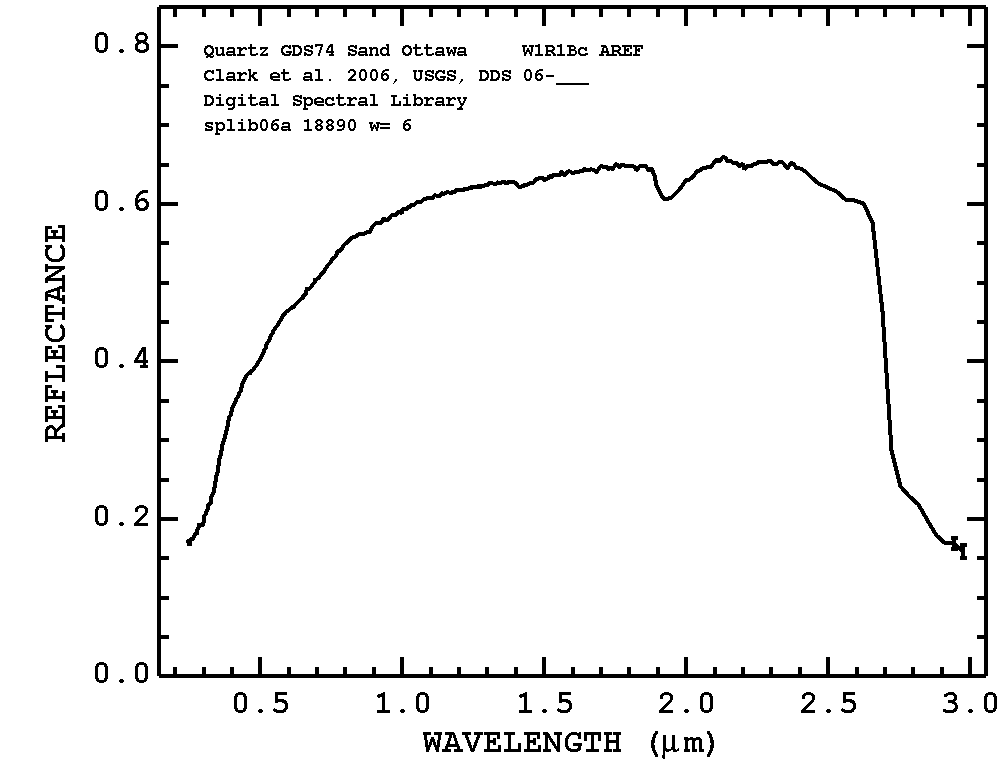 Quartz GDS74 Sand Ottawa W1R1Bc AREF
Clark et al. 2006, USGS, DDS 06-___
Digital Spectral Library
splib06a 18890 w= 6
0.8
0.6
0.4
0.2
0.0
REFLECTANCE
0.5 1.0 1.5 2.0 2.5 3.0
WAVELENGTH (μm)